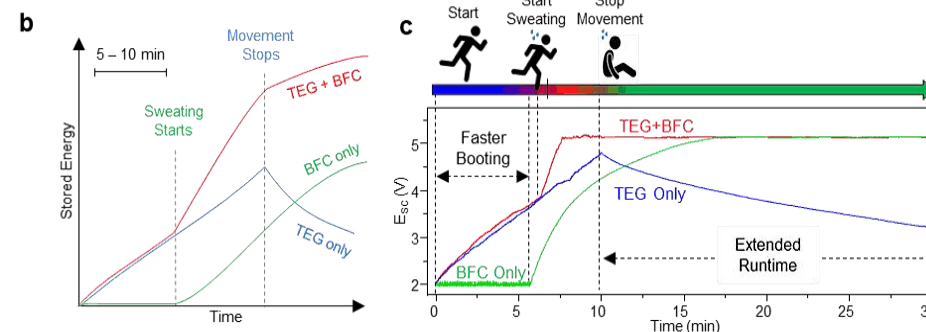 b
5 – 10 min
Movement
Stops
TEG + BFC
Sweating
Starts
BFC only
TEG only
Stored Energy
Time
c
Start
Start
Sweating
Stop
Movement
TEG+BFC
Faster
Booting
TEG Only
BFC Only
Extended
Runtime
E_SC (V)
5
4
3
2
0
5
10
15
20
25
Time (min)